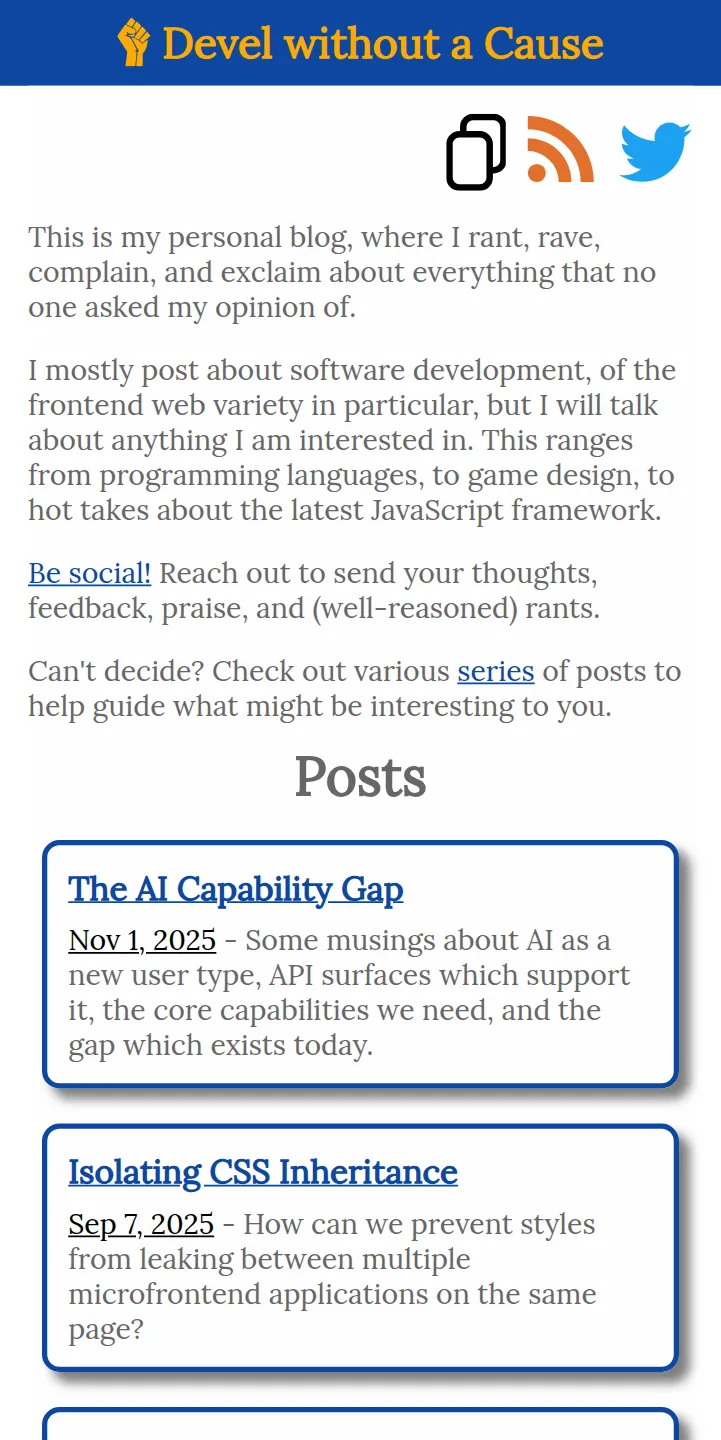 Devel without a Cause
This is my personal blog, where I rant, rave,
complain, and exclaim about everything that no
one asked my opinion of.
I mostly post about software development, of the
frontend web variety in particular, but I will talk
about anything I am interested in. This ranges
from programming languages, to game design, to
hot takes about the latest JavaScript framework.
Be social! Reach out to send your thoughts,
feedback, praise, and (well-reasoned) rants.
Can't decide? Check out various series of posts to
help guide what might be interesting to you.
Posts
The AI Capability Gap
Nov 1, 2025 - Some musings about AI as a
new user type, API surfaces which support
it, the core capabilities we need, and the
gap which exists today.
Isolating CSS Inheritance
Sep 7, 2025 - How can we prevent styles
from leaking between multiple
microfrontend applications on the same
page?